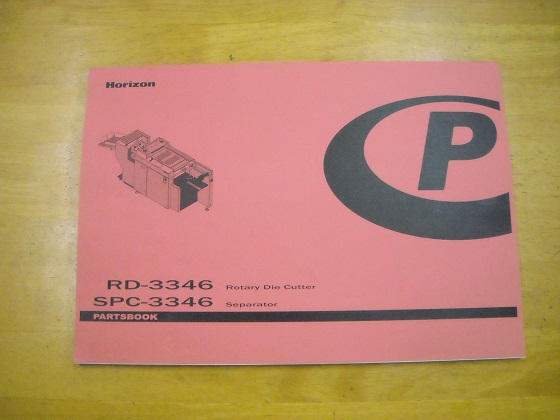 Horizon
P
RD-3346 Rotary Die Cutter
SPC-3346 Separator
PARTSBOOK